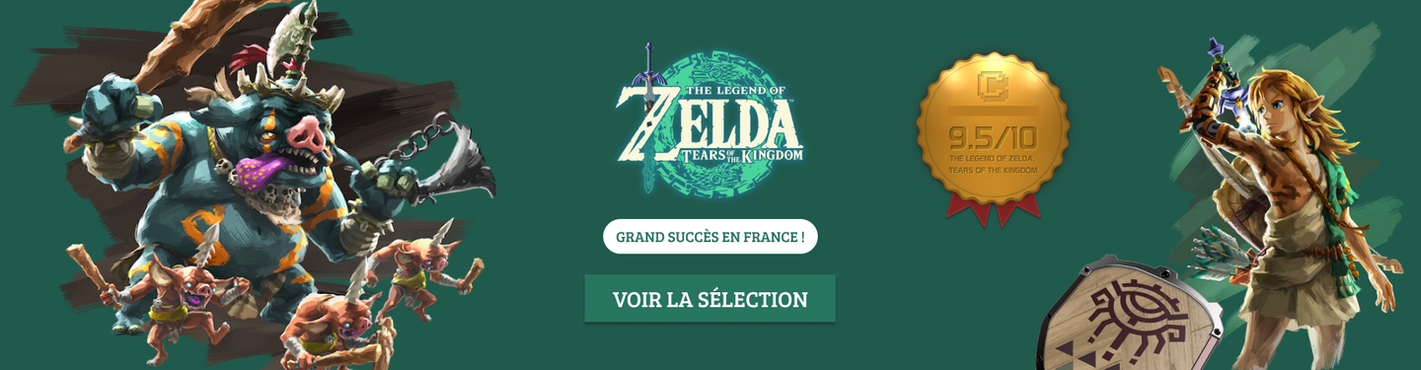 THE LEGEND OF
ZELDA
TEARS OF THE KINGDOM
GRAND SUCCÈS EN FRANCE !
VOIR LA SÉLECTION
9.5/10
THE LEGEND OF ZELDA:
TEARS OF THE KINGDOM